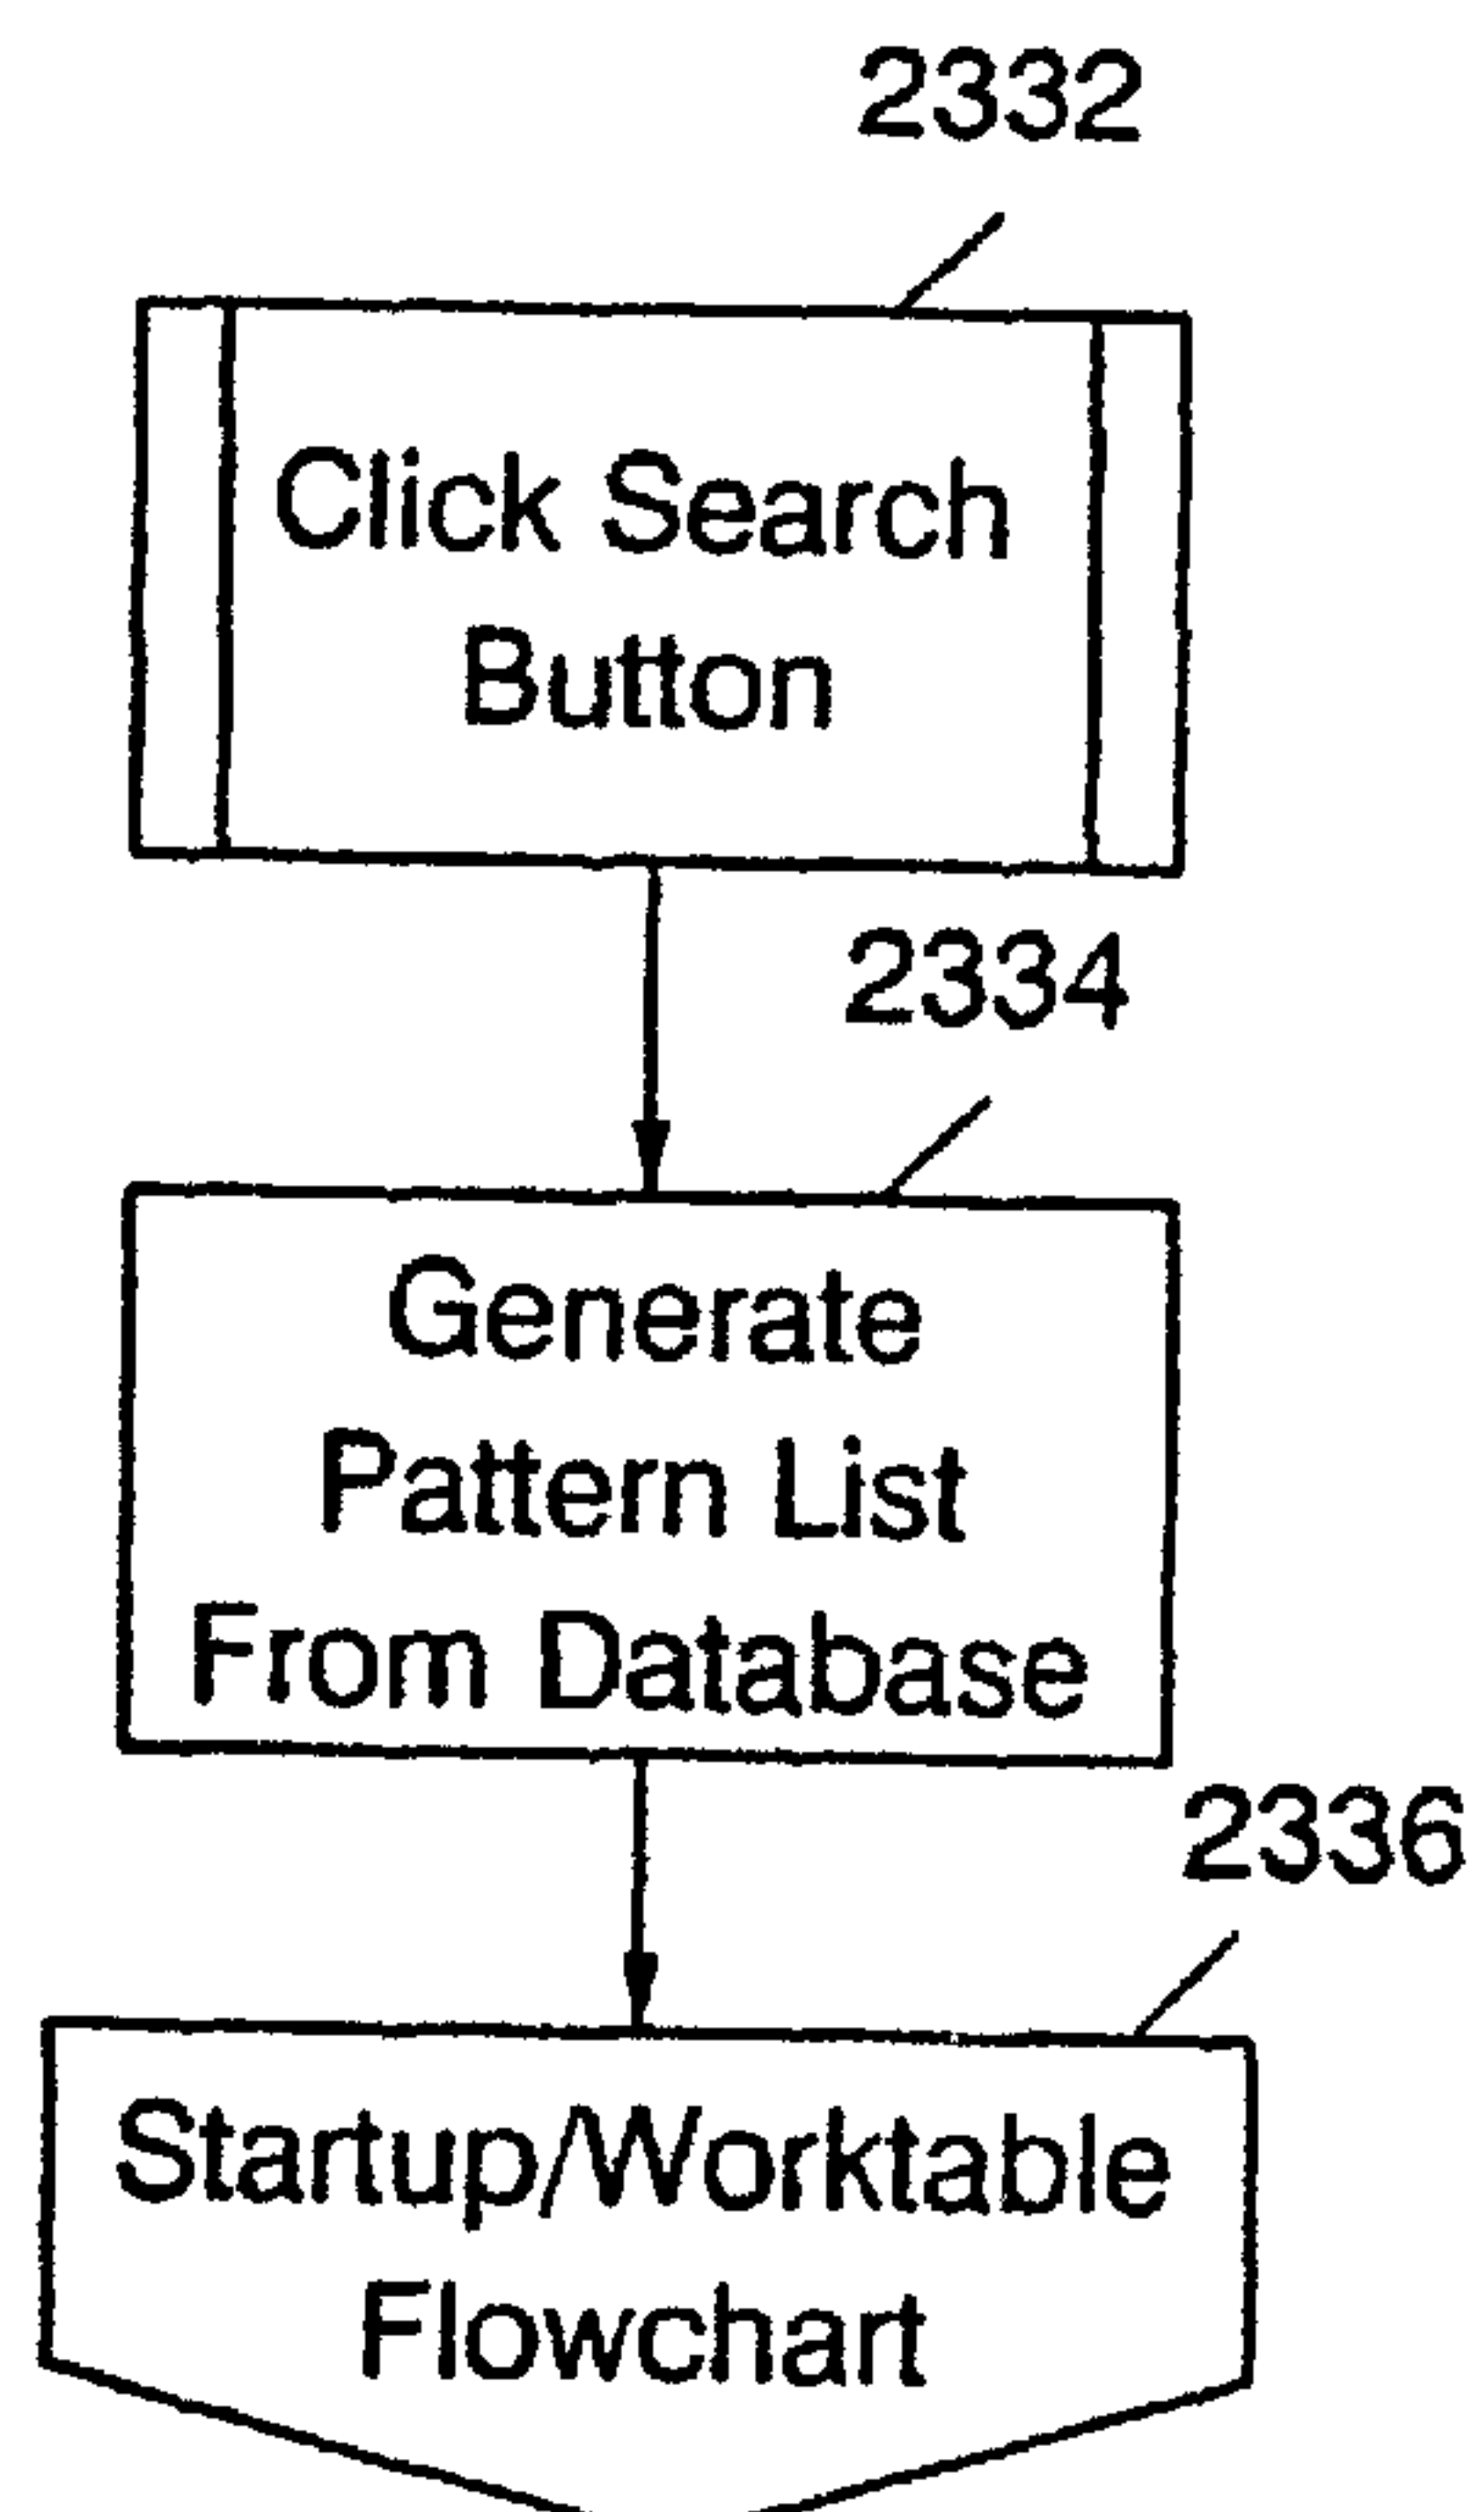 2332
Click Search
Button
2334
Generate
Pattern List
From Database
2336
Startup/Worktable
Flowchart